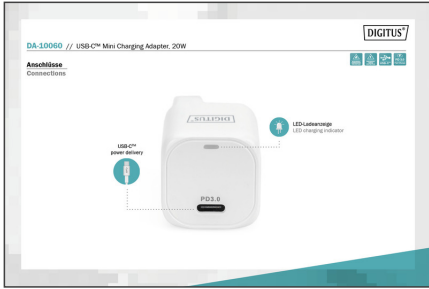 DIGITUS®
DA-10060 // USB-C™ Mini Charging Adapter, 20W
Anschlüsse
Connections
DIGITUS
LED-Ladeanzeige
LED charging indicator
USB-C™
power delivery
PD3.0